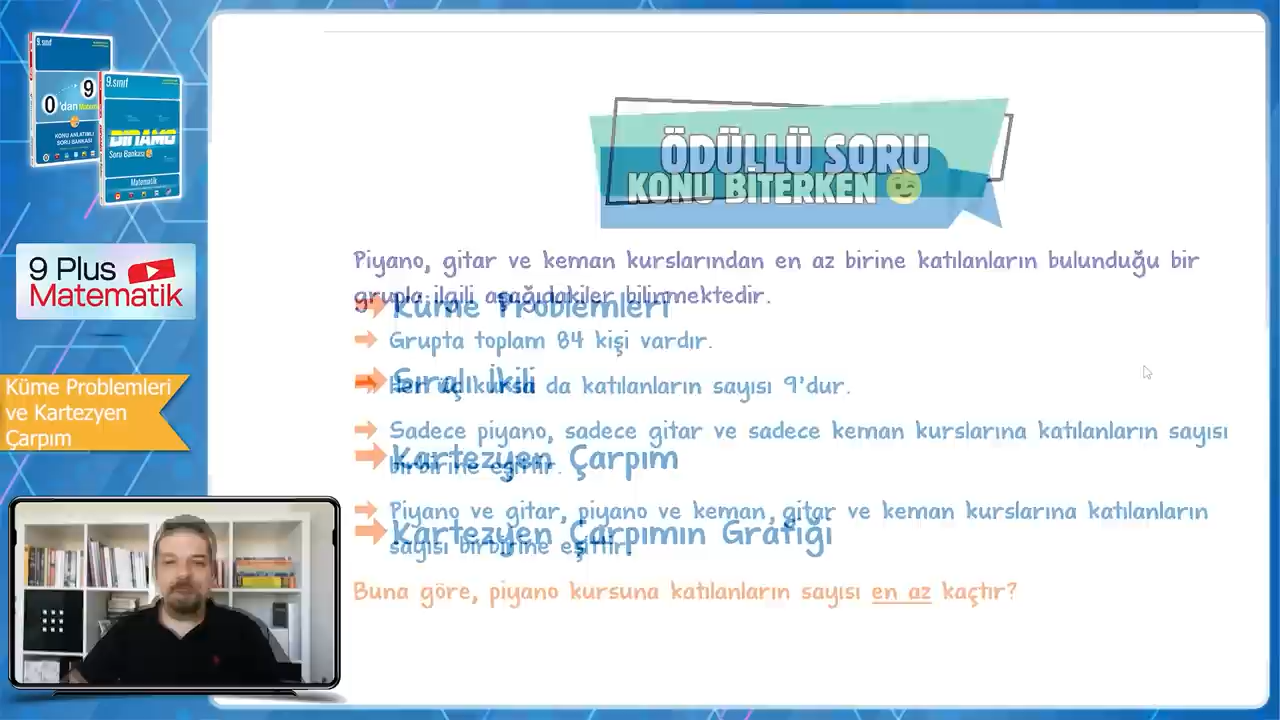 9.sınıf
0'dan 9
KONU ANLATIMLI
SORU BANKASI
9.sınıf
DİNAMO
Soru Bankası
Matematik
9 Plus
Matematik
Küme Problemleri
ve Kartezyen
Çarpım
ÖDÜLLÜ SORU
KONU BİTERKEN
Piyano, gitar ve keman kurslarından en az birine katılanların bulunduğu bir
grupla ilgili aşağıdakiler bilinmektedir.
Küme Problemleri
Grupta toplam 84 kişi vardır.
Sıralı İkili
Her üç kursa da katılanların sayısı 9'dur.
Sadece piyano, sadece gitar ve sadece keman kurslarına katılanların sayısı
birbirine eşittir.
Kartezyen Çarpım
Piyano ve gitar, piyano ve keman, gitar ve keman kurslarına katılanların
sayısı birbirine eşittir.
Kartezyen Çarpımın Grafiği
Buna göre, piyano kursuna katılanların sayısı en az kaçtır?